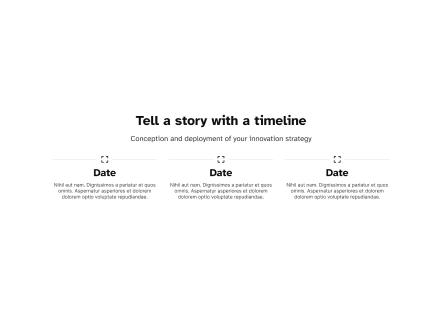 Tell a story with a timeline
Conception and deployment of your innovation strategy
Date
Nihil aut nam. Dignissimos a pariatur et quos
omnis. Aspernatur asperiores et dolorem
dolorem optio voluptate repudiandae.
Date
Nihil aut nam. Dignissimos a pariatur et quos
omnis. Aspernatur asperiores et dolorem
dolorem optio voluptate repudiandae.
Date
Nihil aut nam. Dignissimos a pariatur et quos
omnis. Aspernatur asperiores et dolorem
dolorem optio voluptate repudiandae.